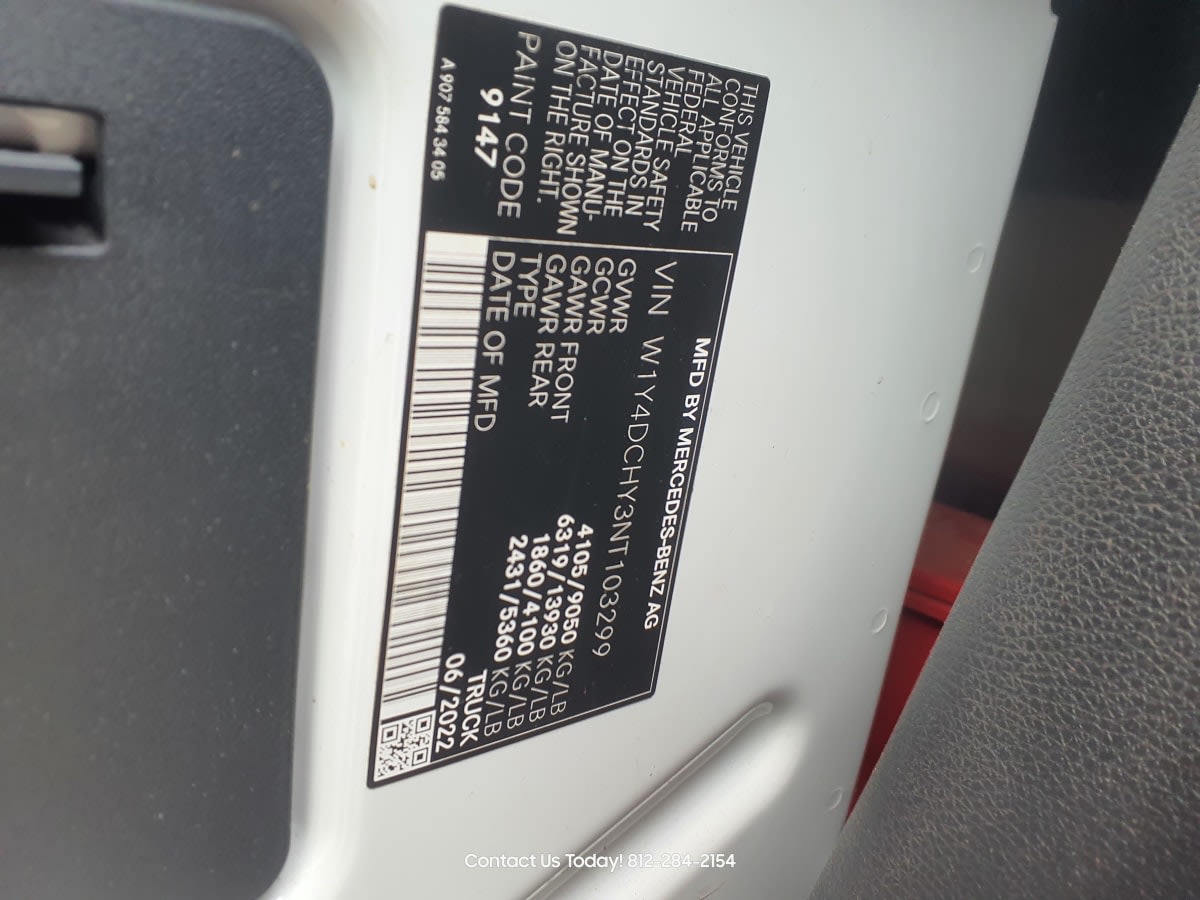 MFD BY MERCEDES-BENZ AG
THIS VEHICLE
CONFORMS TO
ALL APPLICABLE
FEDERAL
VEHICLE SAFETY
STANDARDS IN
EFFECT ON THE
DATE OF MANU-
FACTURE SHOWN
ON THE RIGHT.
PAINT CODE
9147
A 907 584 34 05
VIN W1Y4DCHY3NT103299
GVWR 4105/9050 KG/LB
GCWR 6319/13930 KG/LB
GAWR FRONT 1860/4100 KG/LB
GAWR REAR 2431/5360 KG/LB
TYPE TRUCK
DATE OF MFD 06/2022
Contact Us Today! 812-284-2154